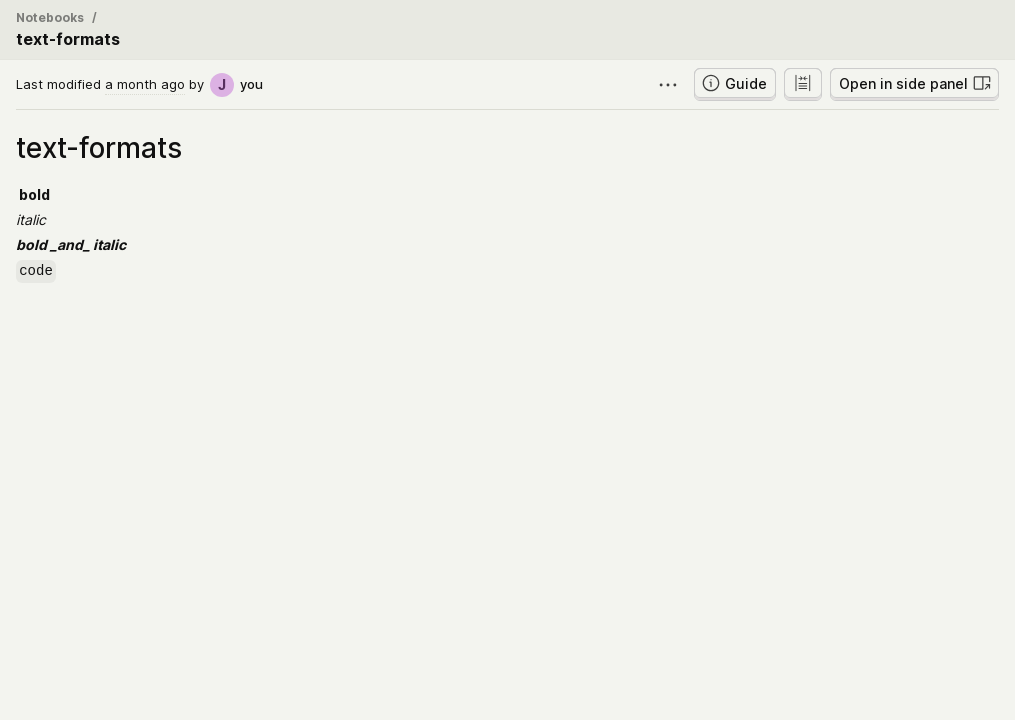 Notebooks /
text-formats
Last modified a month ago by J you
Guide
Open in side panel
text-formats
bold
italic
bold _and_ italic
code